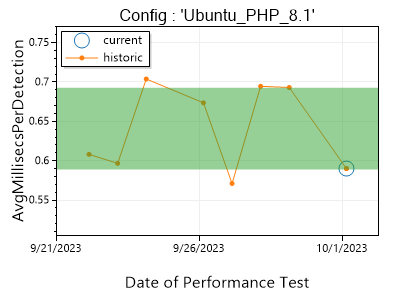 Config : 'Ubuntu_PHP_8.1'
current
historic
AvgMillisecsPerDetection
0.75
0.7
0.65
0.6
0.55
9/21/2023
9/26/2023
10/1/2023
Date of Performance Test